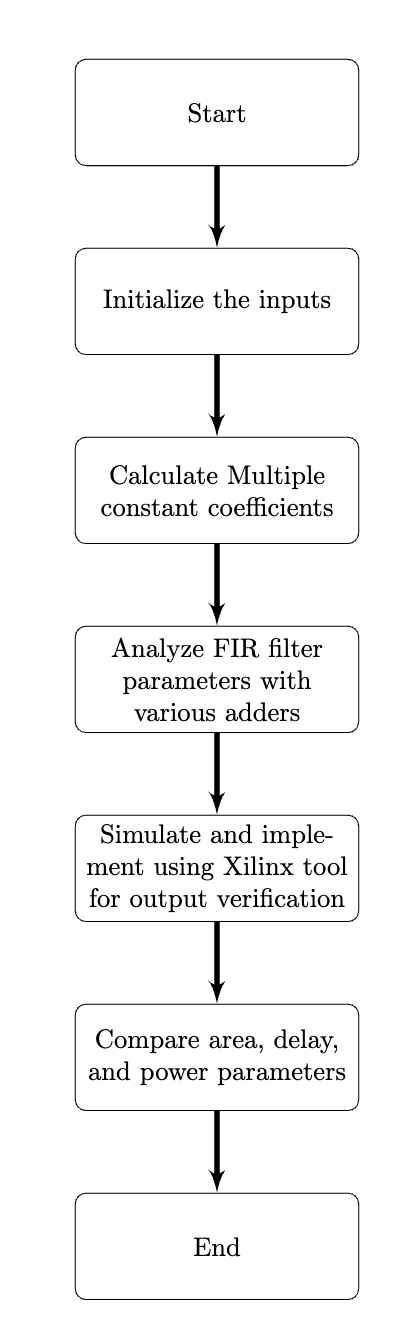 Start
Initialize the inputs
Calculate Multiple
constant coefficients
Analyze FIR filter
parameters with
various adders
Simulate and imple-
ment using Xilinx tool
for output verification
Compare area, delay,
and power parameters
End